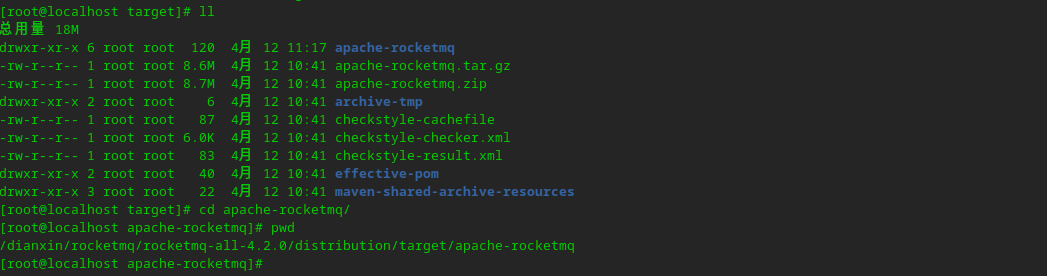 [root@localhost target]# ll
总用量 18M
drwxr-xr-x 6 root root  120  4月  12 11:17 apache-rocketmq
-rw-r--r-- 1 root root 8.6M  4月  12 10:41 apache-rocketmq.tar.gz
-rw-r--r-- 1 root root 8.7M  4月  12 10:41 apache-rocketmq.zip
drwxr-xr-x 2 root root    6  4月  12 10:41 archive-tmp
-rw-r--r-- 1 root root   87  4月  12 10:41 checkstyle-cachefile
-rw-r--r-- 1 root root 6.0K  4月  12 10:41 checkstyle-checker.xml
-rw-r--r-- 1 root root   83  4月  12 10:41 checkstyle-result.xml
drwxr-xr-x 2 root root   40  4月  12 10:41 effective-pom
drwxr-xr-x 3 root root   22  4月  12 10:41 maven-shared-archive-resources
[root@localhost target]# cd apache-rocketmq/
[root@localhost apache-rocketmq]# pwd
/dianxin/rocketmq/rocketmq-all-4.2.0/distribution/target/apache-rocketmq
[root@localhost apache-rocketmq]#